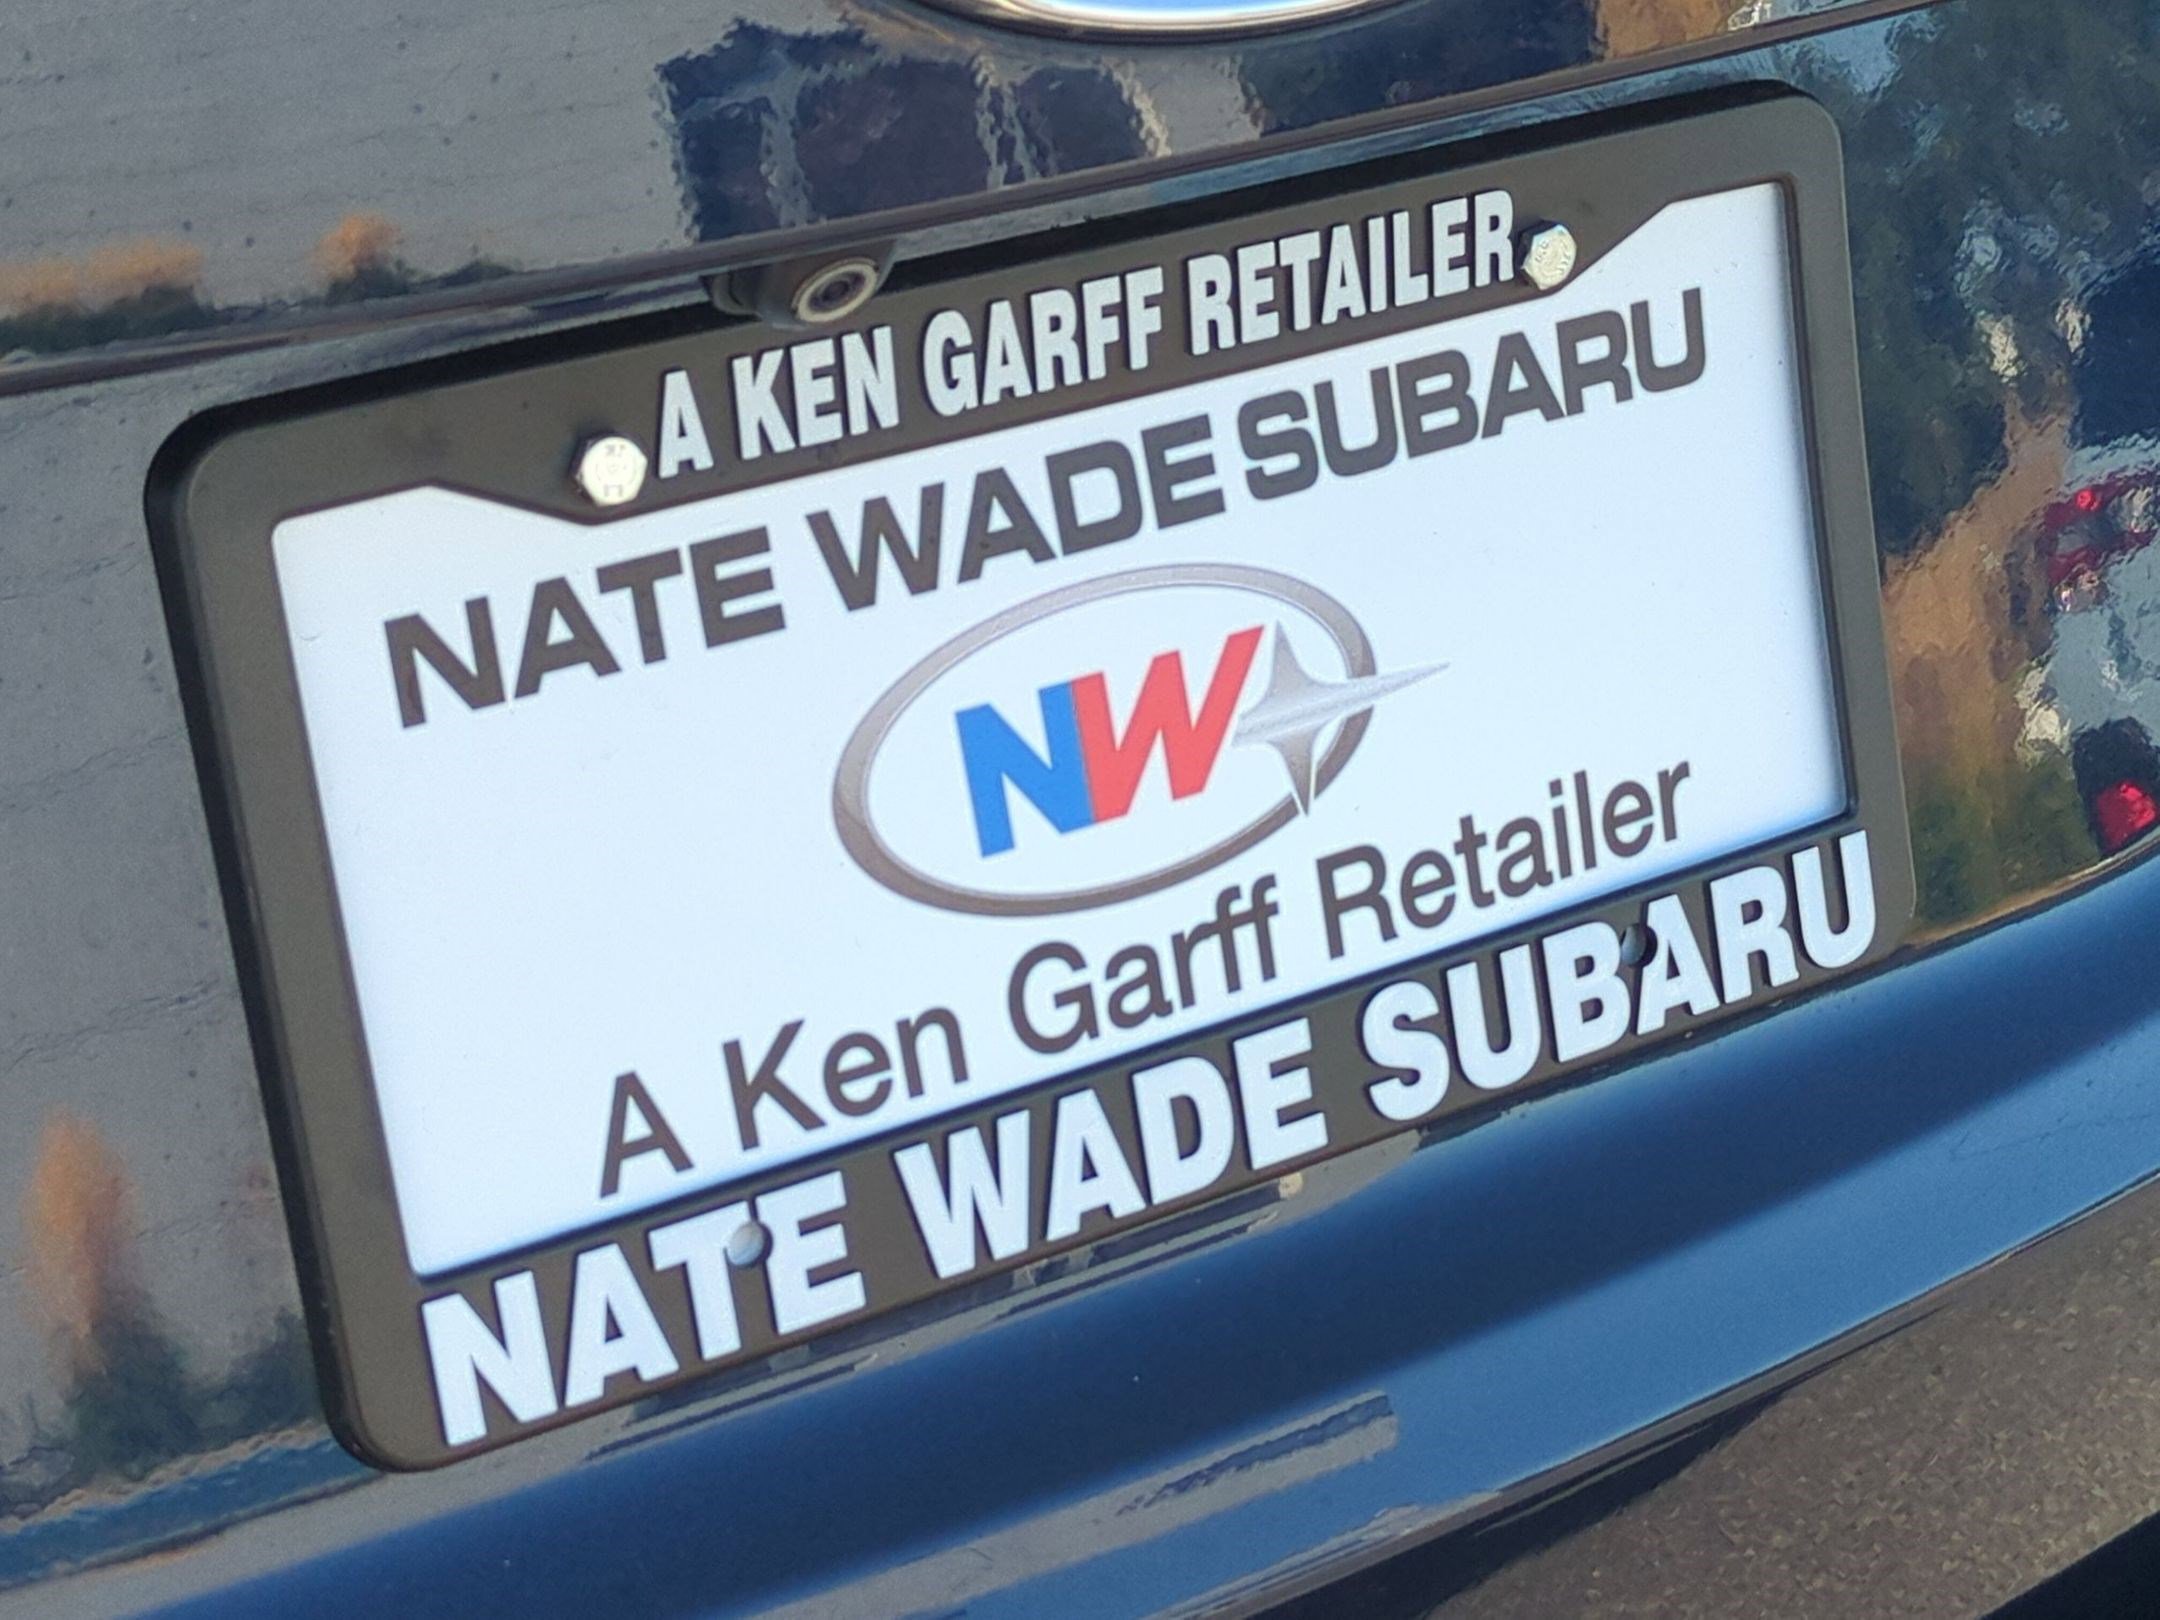 A KEN GARFF RETAILER
NATE WADE SUBARU
NW
A Ken Garff Retailer
NATE WADE SUBARU